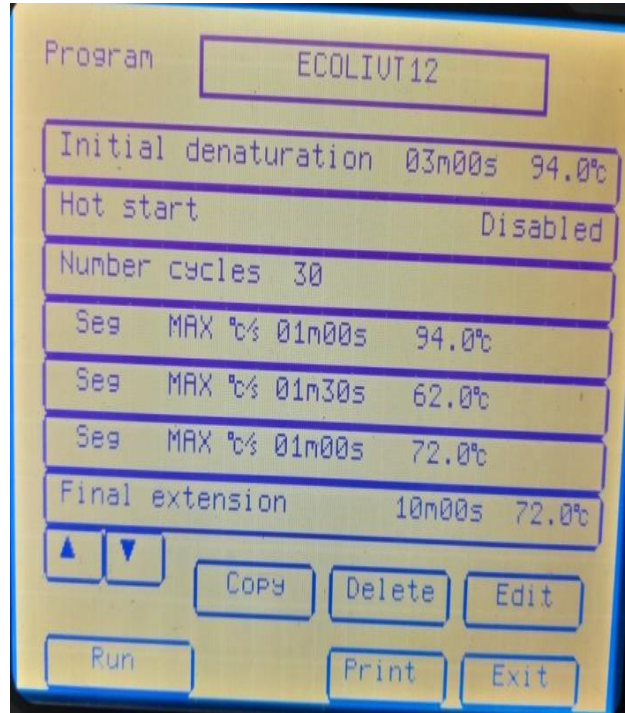 Program ECOLIVT12
Initial denaturation 03m00s 94.0℃
Hot start Disabled
Number cycles 30
Seg MAX ℃/s 01m00s 94.0℃
Seg MAX ℃/s 01m30s 62.0℃
Seg MAX ℃/s 01m00s 72.0℃
Final extension 10m00s 72.0℃
▲ ▼
Copy Delete Edit
Run Print Exit